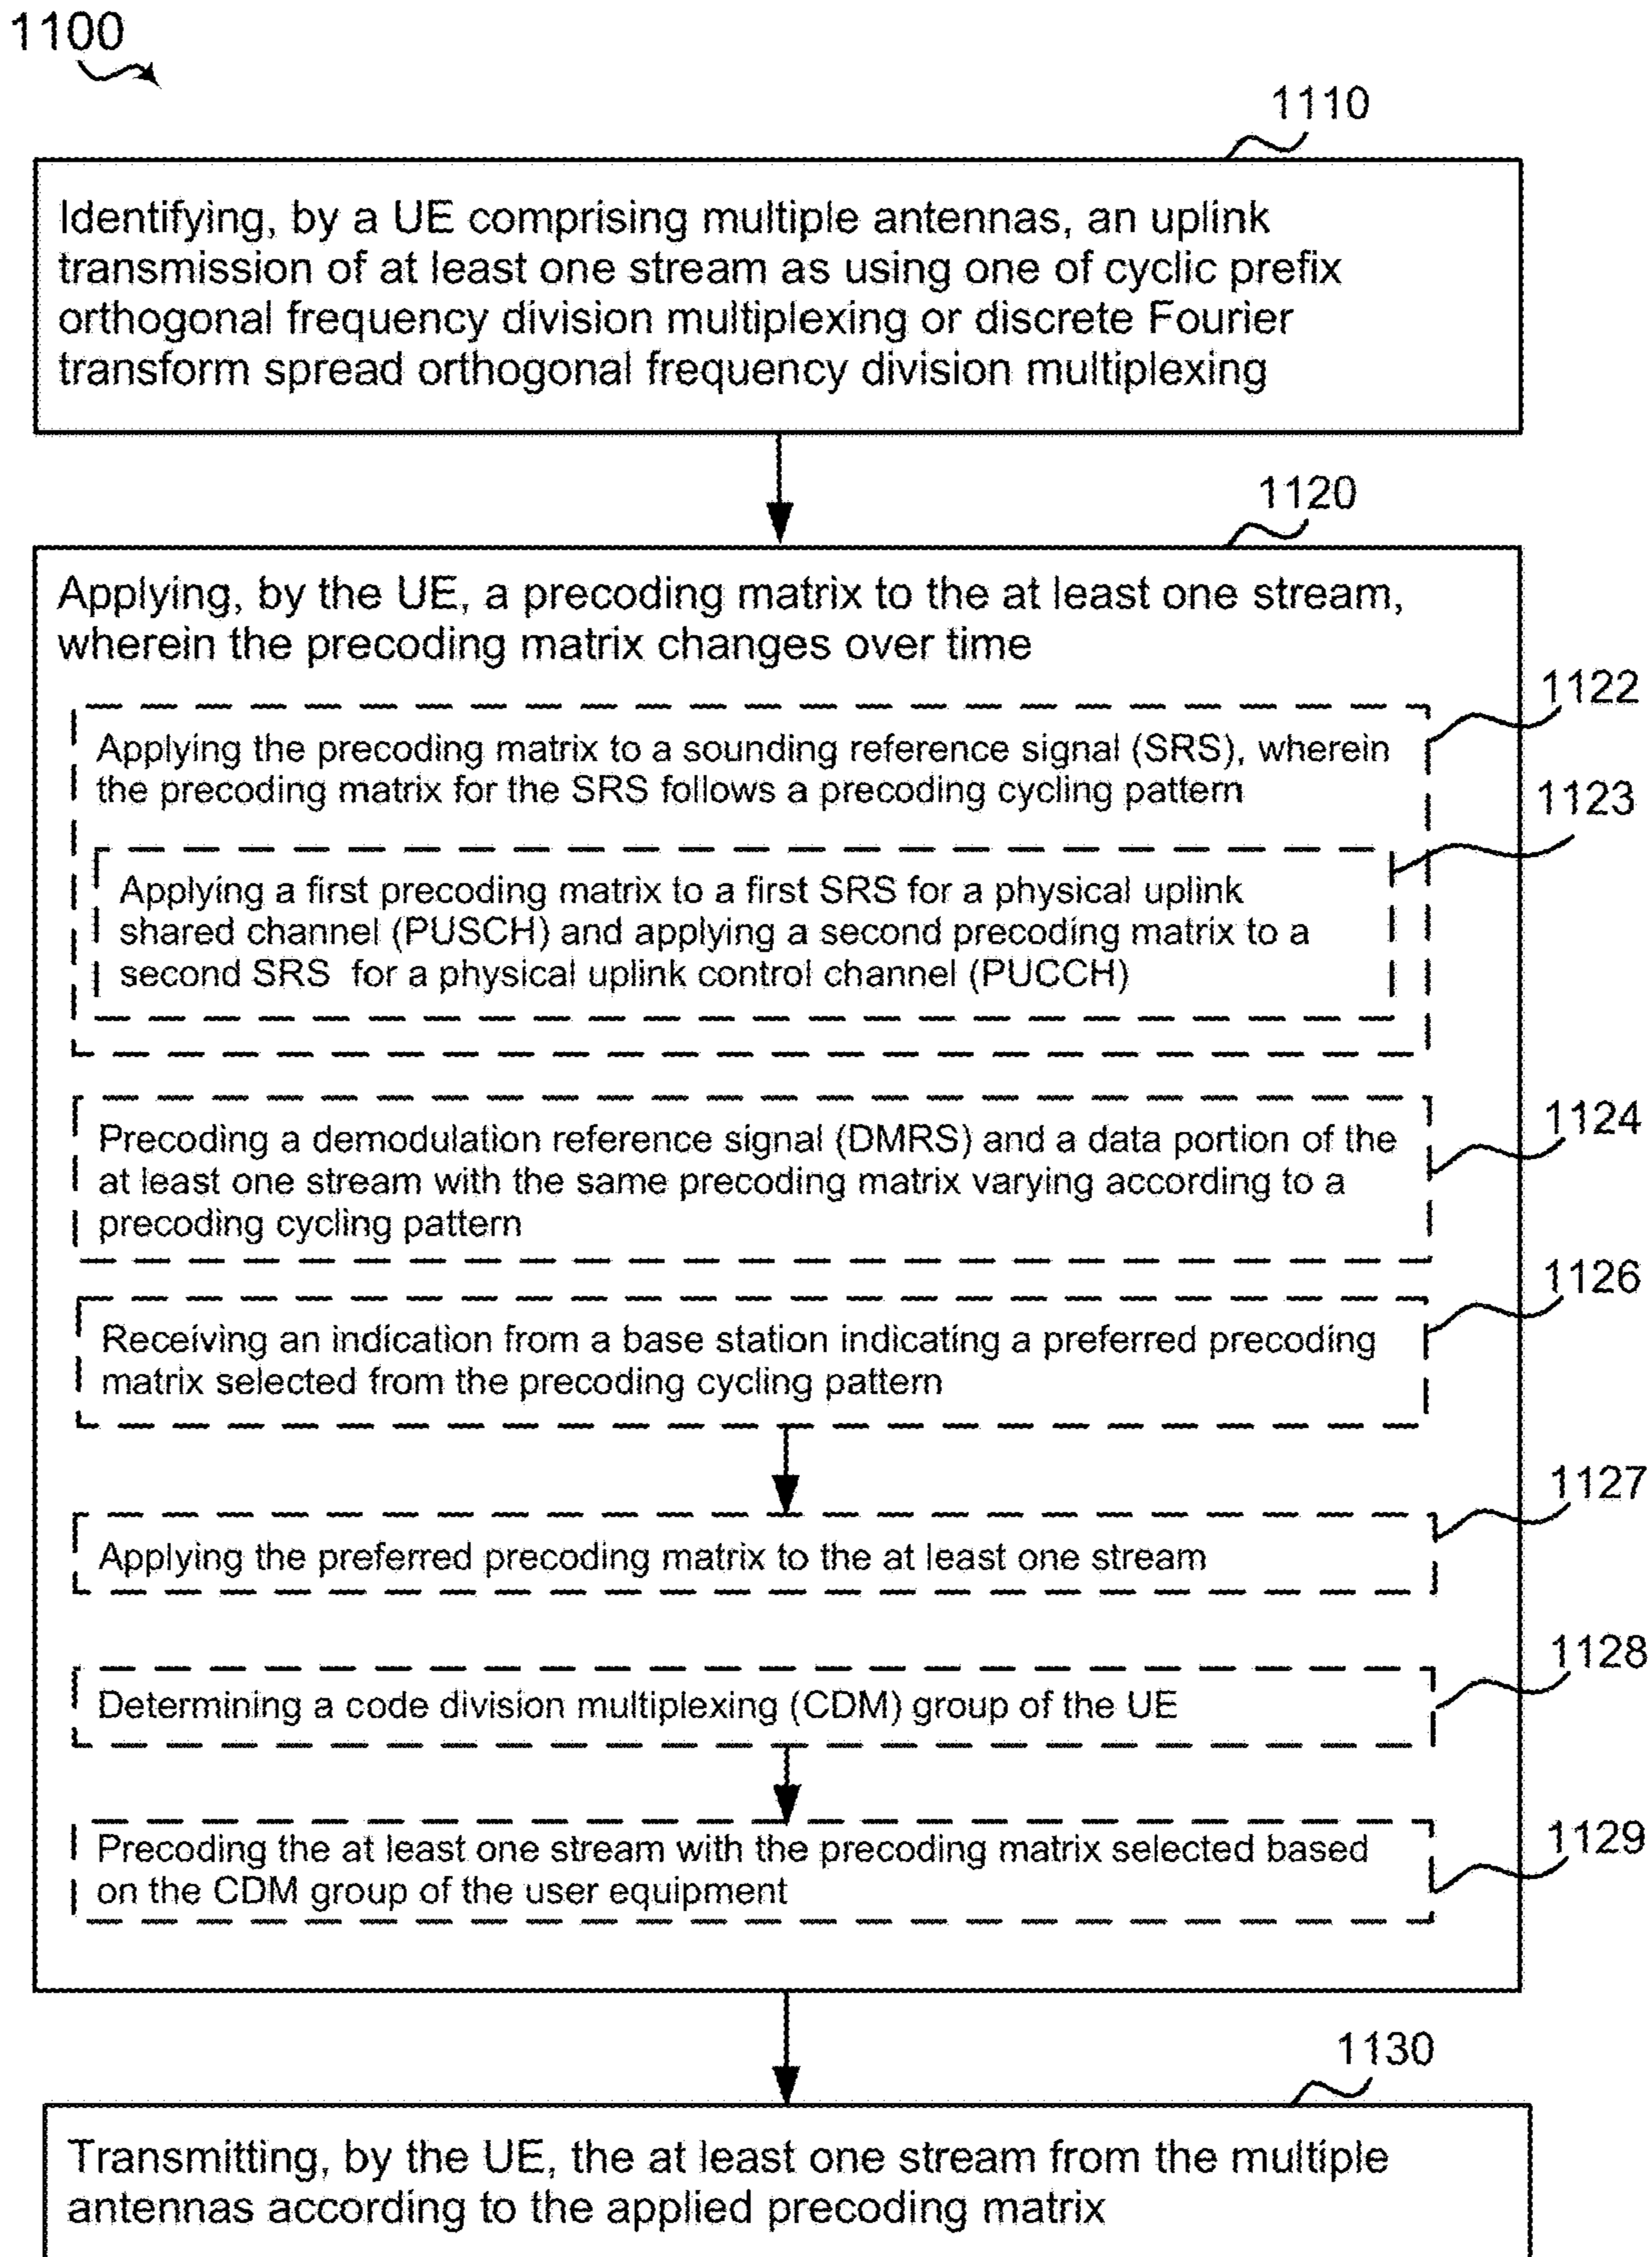 1100
1110
Identifying, by a UE comprising multiple antennas, an uplink
transmission of at least one stream as using one of cyclic prefix
orthogonal frequency division multiplexing or discrete Fourier
transform spread orthogonal frequency division multiplexing
1120
Applying, by the UE, a precoding matrix to the at least one stream,
wherein the precoding matrix changes over time
1122
Applying the precoding matrix to a sounding reference signal (SRS), wherein
the precoding matrix for the SRS follows a precoding cycling pattern
1123
Applying a first precoding matrix to a first SRS for a physical uplink
shared channel (PUSCH) and applying a second precoding matrix to a
second SRS for a physical uplink control channel (PUCCH)
1124
Precoding a demodulation reference signal (DMRS) and a data portion of the
at least one stream with the same precoding matrix varying according to a
precoding cycling pattern
1126
Receiving an indication from a base station indicating a preferred precoding
matrix selected from the precoding cycling pattern
1127
Applying the preferred precoding matrix to the at least one stream
1128
Determining a code division multiplexing (CDM) group of the UE
1129
Precoding the at least one stream with the precoding matrix selected based
on the CDM group of the user equipment
1130
Transmitting, by the UE, the at least one stream from the multiple
antennas according to the applied precoding matrix